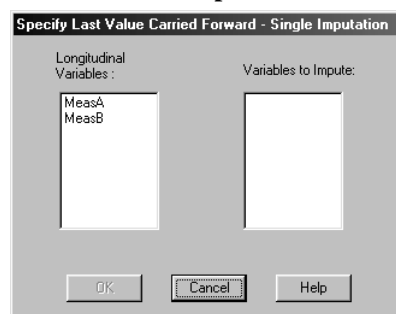 Specify Last Value Carried Forward - Single Imputation
Longitudinal
Variables :
Variables to Impute:
MeasA
MeasB
OK
Cancel
Help